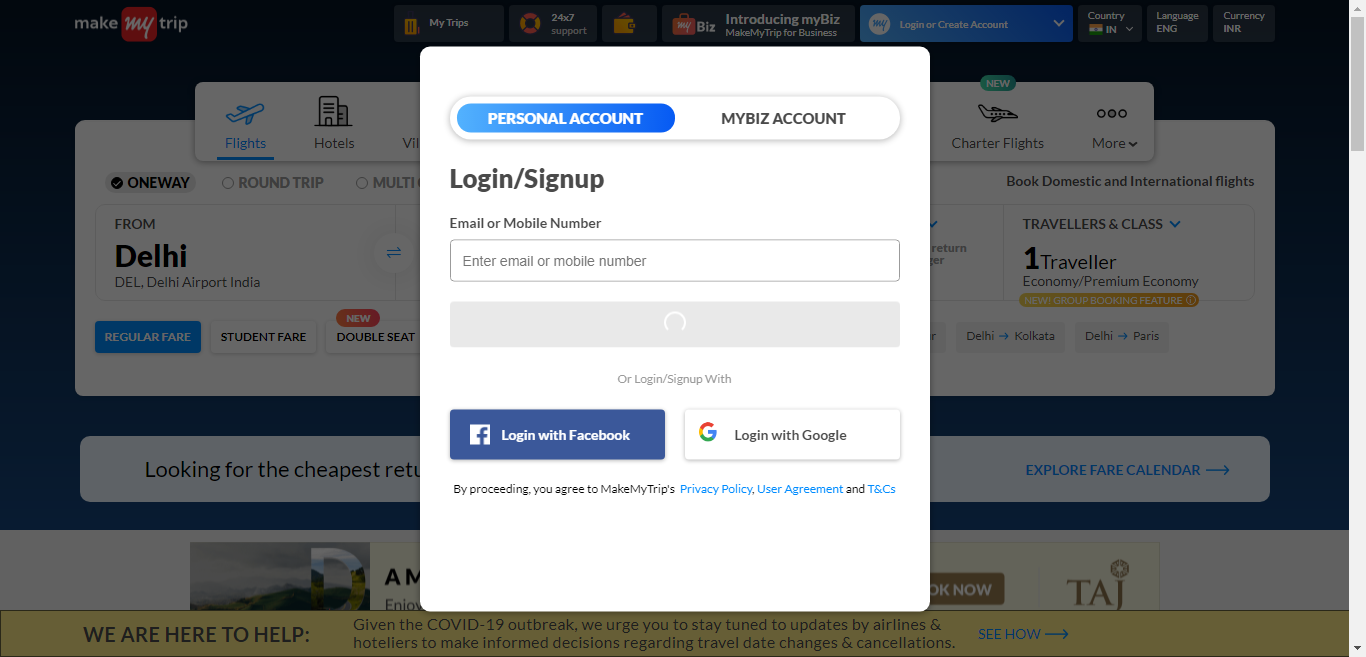 make my trip
My Trips
24x7
support
my Biz
Introducing myBiz
MakeMyTrip for Business
my
Login or Create Account
Country
IN
Language
ENG
Currency
INR
NEW
Flights
Hotels
Charter Flights
More
PERSONAL ACCOUNT
MYBIZ ACCOUNT
ONEWAY
ROUND TRIP
MULTI
Book Domestic and International flights
Login/Signup
FROM
Delhi
DEL, Delhi Airport India
Email or Mobile Number
Enter email or mobile number
return
TRAVELLERS & CLASS
1 Traveller
Economy/Premium Economy
NEW! GROUP BOOKING FEATURE
NEW
REGULAR FARE
STUDENT FARE
DOUBLE SEAT
Delhi → Kolkata
Delhi → Paris
Or Login/Signup With
Login with Facebook
Login with Google
Looking for the cheapest
EXPLORE FARE CALENDAR
By proceeding, you agree to MakeMyTrip's Privacy Policy, User Agreement and T&Cs
D
NOW
TAJ
WE ARE HERE TO HELP:
Given the COVID-19 outbreak, we urge you to stay tuned to updates by airlines &
hoteliers to make informed decisions regarding travel date changes & cancellations.
SEE HOW